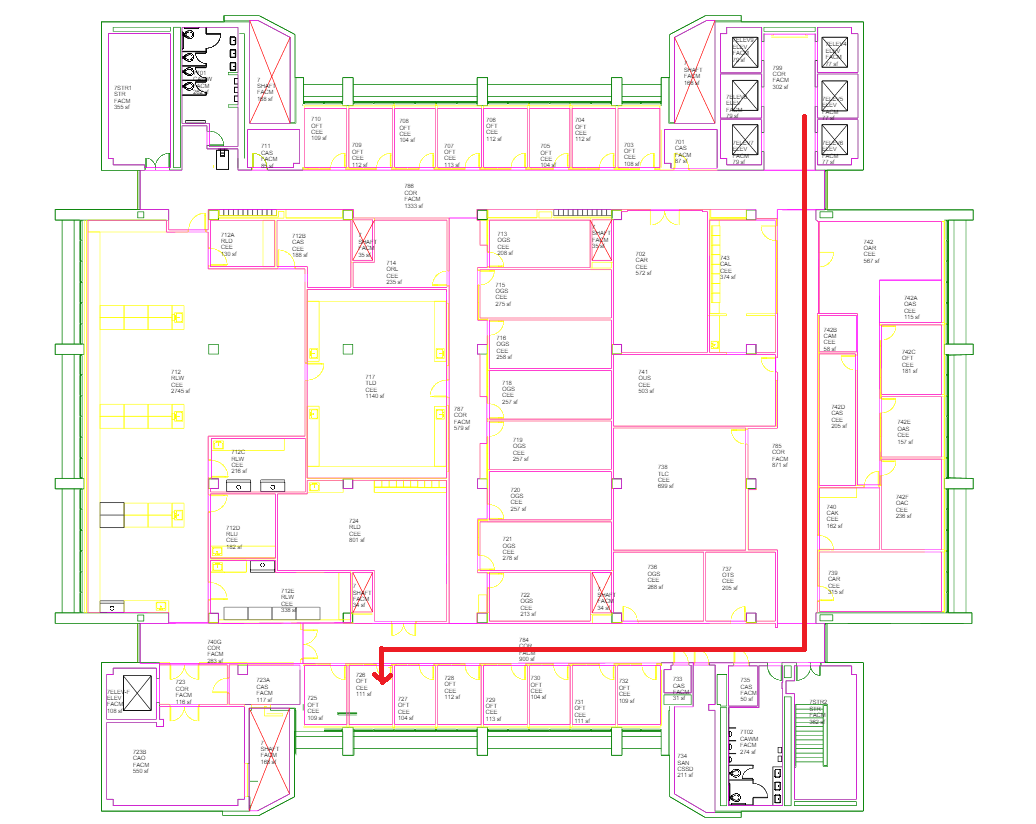 7STR1
STR
FACM
355 sf
FACM
7
SHAFT
FACM
168 sf
711
CAS
FACM
710
OFT
CEE
109 sf
709
OFT
CEE
112 sf
708
OFT
CEE
104 sf
707
OFT
CEE
113 sf
706
OFT
CEE
112 sf
705
OFT
CEE
104 sf
704
OFT
CEE
112 sf
703
OFT
CEE
108 sf
7
SHAFT
FACM
701
CAS
FACM
87 sf
ELEV
FACM
79 sf
799
COR
FACM
302 sf
ELEV
FACM
77 sf
ELEV
FACM
ELEV
FACM
77 sf
ELEV
FACM
79 sf
ELEV
FACM
77 sf
788
COR
FACM
1333 sf
712A
RLD
CEE
130 sf
712B
CAS
CEE
168 sf
7
SHAFT
FACM
35 sf
714
ORL
CEE
235 sf
713
OGS
CEE
208 sf
7
SHAFT
FACM
35 sf
702
CAR
CEE
572 sf
743
CAL
CEE
374 sf
742
OAR
CEE
567 sf
715
OGS
CEE
275 sf
742A
OAS
CEE
115 sf
716
OGS
CEE
258 sf
742B
CAM
CEE
58 sf
742C
OFT
CEE
181 sf
712
RLW
CEE
2745 sf
717
TLD
CEE
1140 sf
718
OGS
CEE
257 sf
741
OUS
CEE
503 sf
787
COR
FACM
579 sf
742D
CAS
CEE
205 sf
742E
OAS
CEE
157 sf
719
OGS
CEE
257 sf
785
COR
FACM
871 sf
712C
RLW
CEE
216 sf
738
TLC
CEE
699 sf
720
OGS
CEE
257 sf
742F
OAC
CEE
236 sf
740
CAK
CEE
162 sf
712D
RLD
CEE
182 sf
724
RLD
CEE
801 sf
721
OGS
CEE
278 sf
736
OGS
CEE
268 sf
737
OTS
CEE
205 sf
739
CAR
CEE
315 sf
712E
RLW
CEE
338 sf
7
SHAFT
FACM
34 sf
722
OGS
CEE
213 sf
7
SHAFT
FACM
34 sf
740G
COR
FACM
283 sf
784
COR
FACM
900 sf
7ELEV-F
ELEV
FACM
108 sf
723
COR
FACM
116 sf
723A
CAS
FACM
117 sf
725
OFT
CEE
109 sf
726
OFT
CEE
111 sf
727
OFT
CEE
104 sf
728
OFT
CEE
112 sf
729
OFT
CEE
113 sf
730
OFT
CEE
104 sf
731
OFT
CEE
111 sf
732
OFT
CEE
109 sf
733
CAS
FACM
31 sf
735
CAS
FACM
50 sf
7STR2
STR
FACM
382 sf
723B
CAO
FACM
550 sf
7
SHAFT
FACM
168 sf
734
SAN
CSSD
211 sf
7T02
CAWM
FACM
274 sf